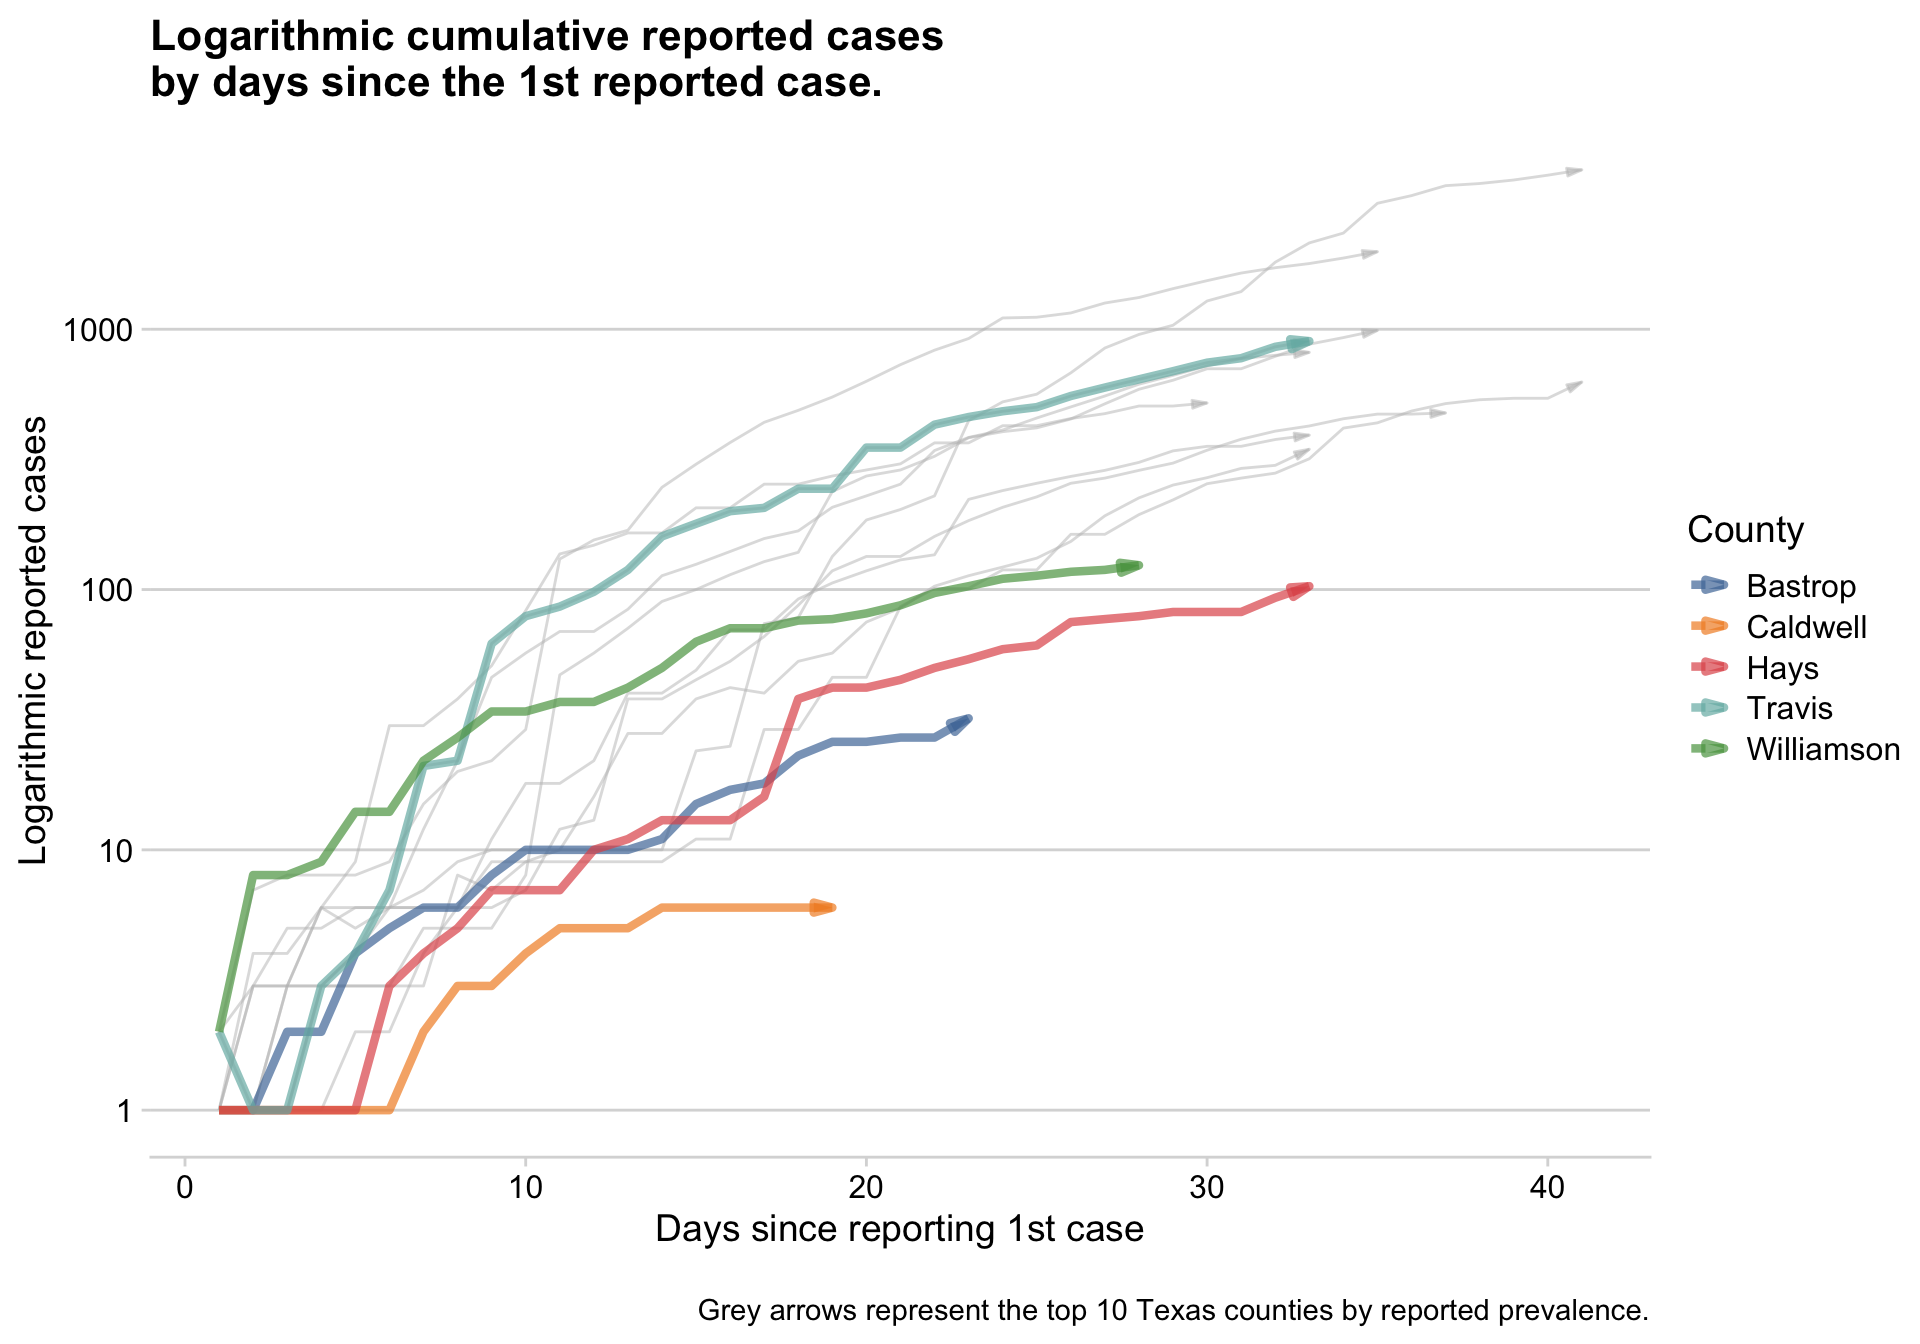 Logarithmic cumulative reported cases
by days since the 1st reported case.
Logarithmic reported cases
1000
100
10
1
0 10 20 30 40
Days since reporting 1st case
County
Bastrop
Caldwell
Hays
Travis
Williamson
Grey arrows represent the top 10 Texas counties by reported prevalence.